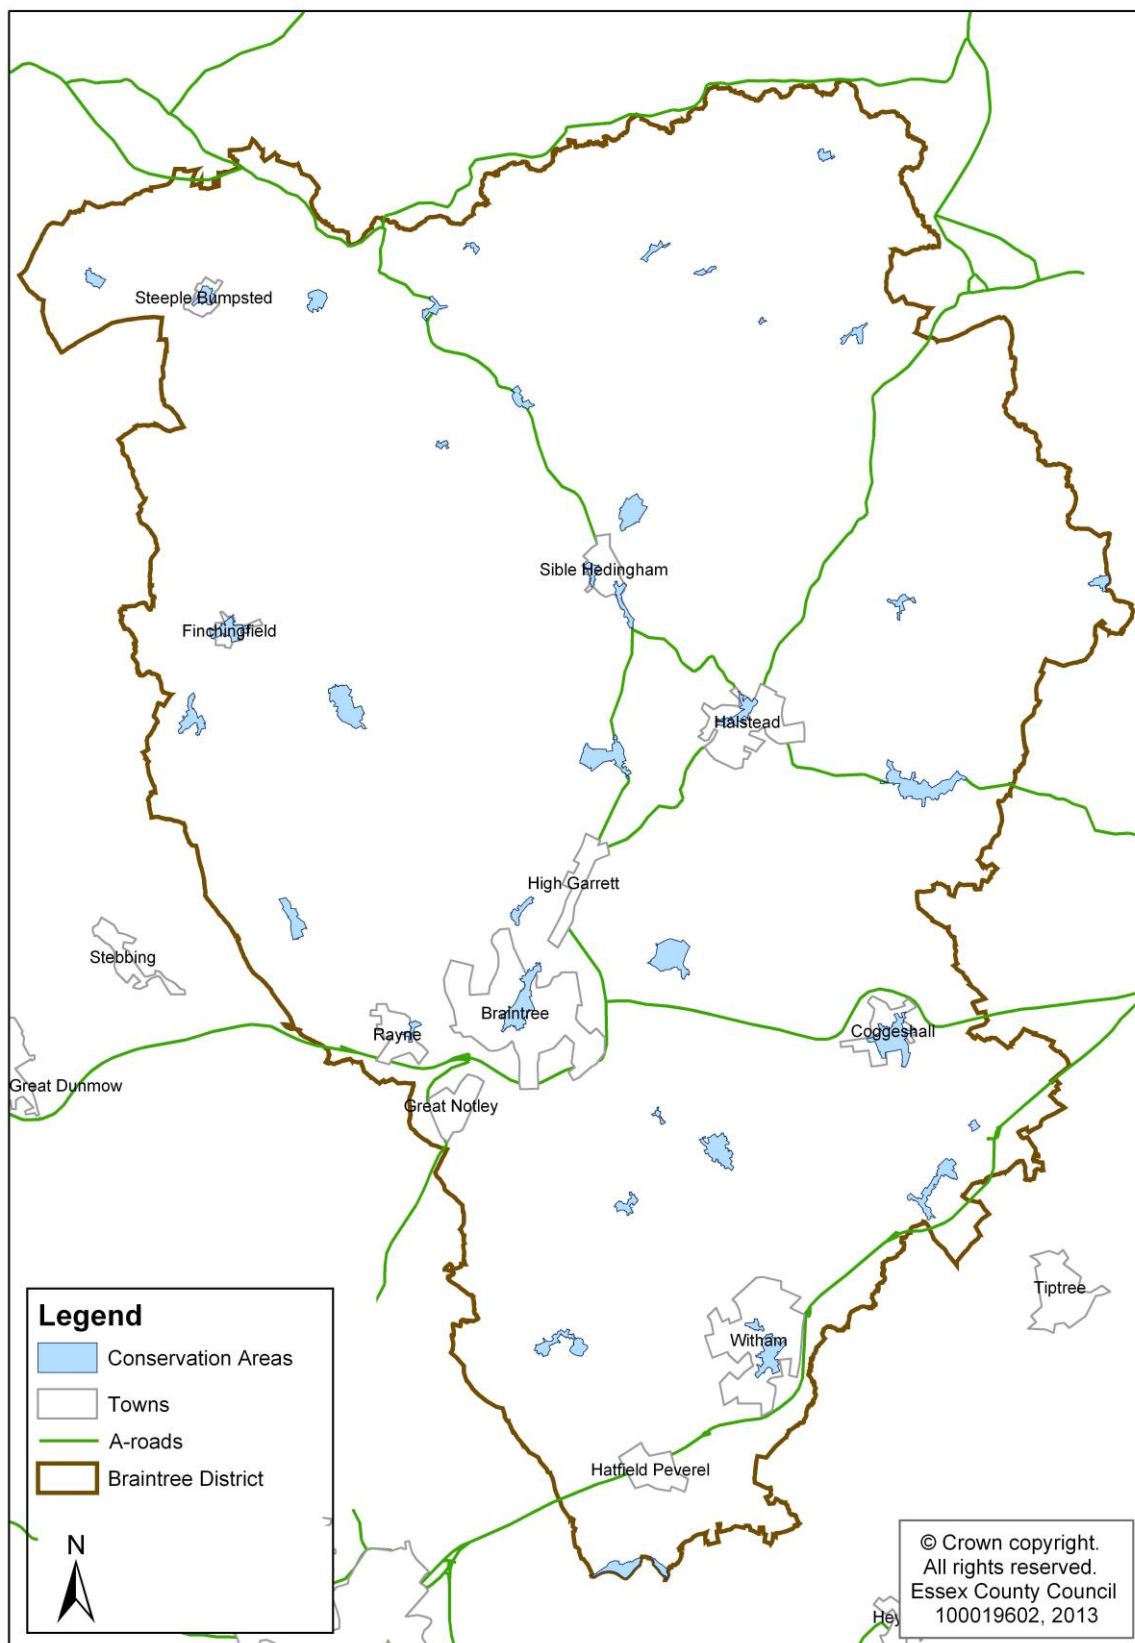 Steeple Bumpsted
Sible Hedingham
Finchingfield
Halstead
High Garrett
Stebbing
Braintree
Rayne
Coggeshall
Great Dunmow
Great Notley
Tiptree
Witham
Hatfield Peverel
Legend
Conservation Areas
Towns
A-roads
Braintree District
N
© Crown copyright.
All rights reserved.
Essex County Council
100019602, 2013
Hey